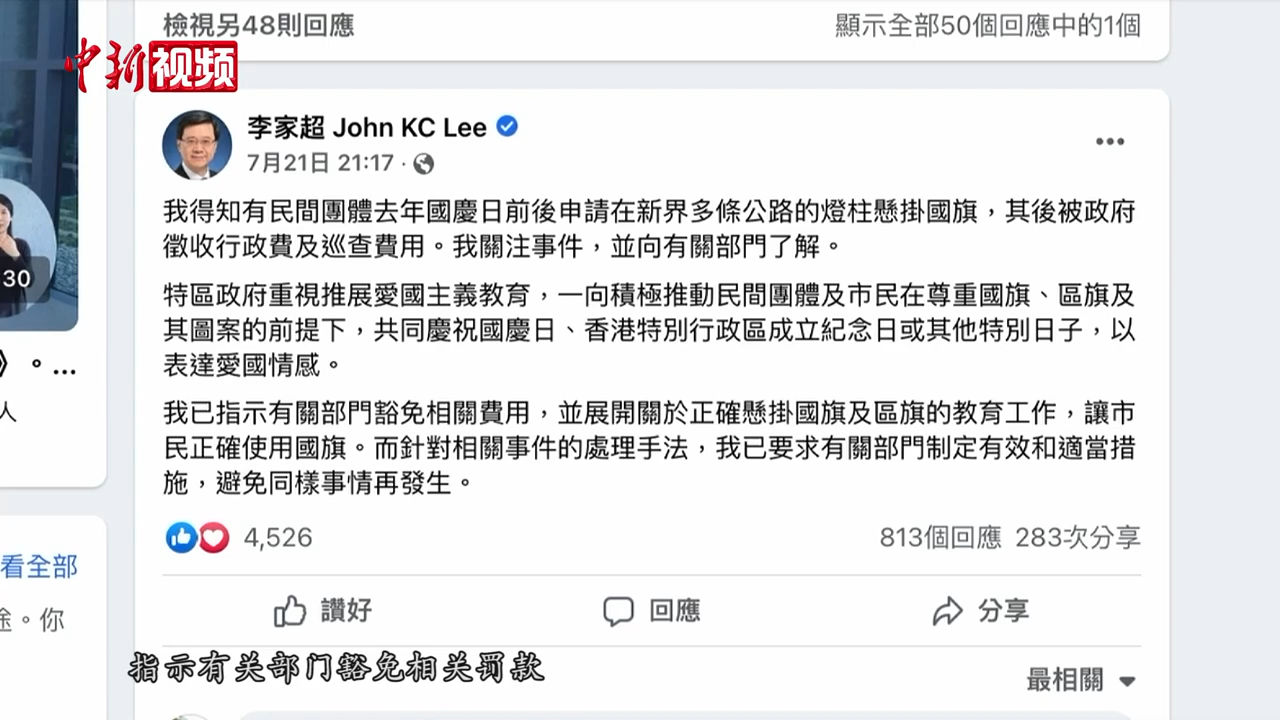 檢視另48則回應
顯示全部50個回應中的1個
中新视频
李家超 John KC Lee
7月21日 21:17 ·
我得知有民間團體去年國慶日前後申請在新界多條公路的燈柱懸掛國旗，其後被政府
徵收行政費及巡查費用。我關注事件，並向有關部門了解。
特區政府重視推展愛國主義教育，一向積極推動民間團體及市民在尊重國旗、區旗及
其圖案的前提下，共同慶祝國慶日、香港特別行政區成立紀念日或其他特別日子，以
表達愛國情感。
我已指示有關部門豁免相關費用，並展開關於正確懸掛國旗及區旗的教育工作，讓市
民正確使用國旗。而針對相關事件的處理手法，我已要求有關部門制定有效和適當措
施，避免同樣事情再發生。
4,526
813個回應 283次分享
讚好
回應
分享
最相關
30
》。...
人
看全部
途。你
指示有关部门豁免相关罚款